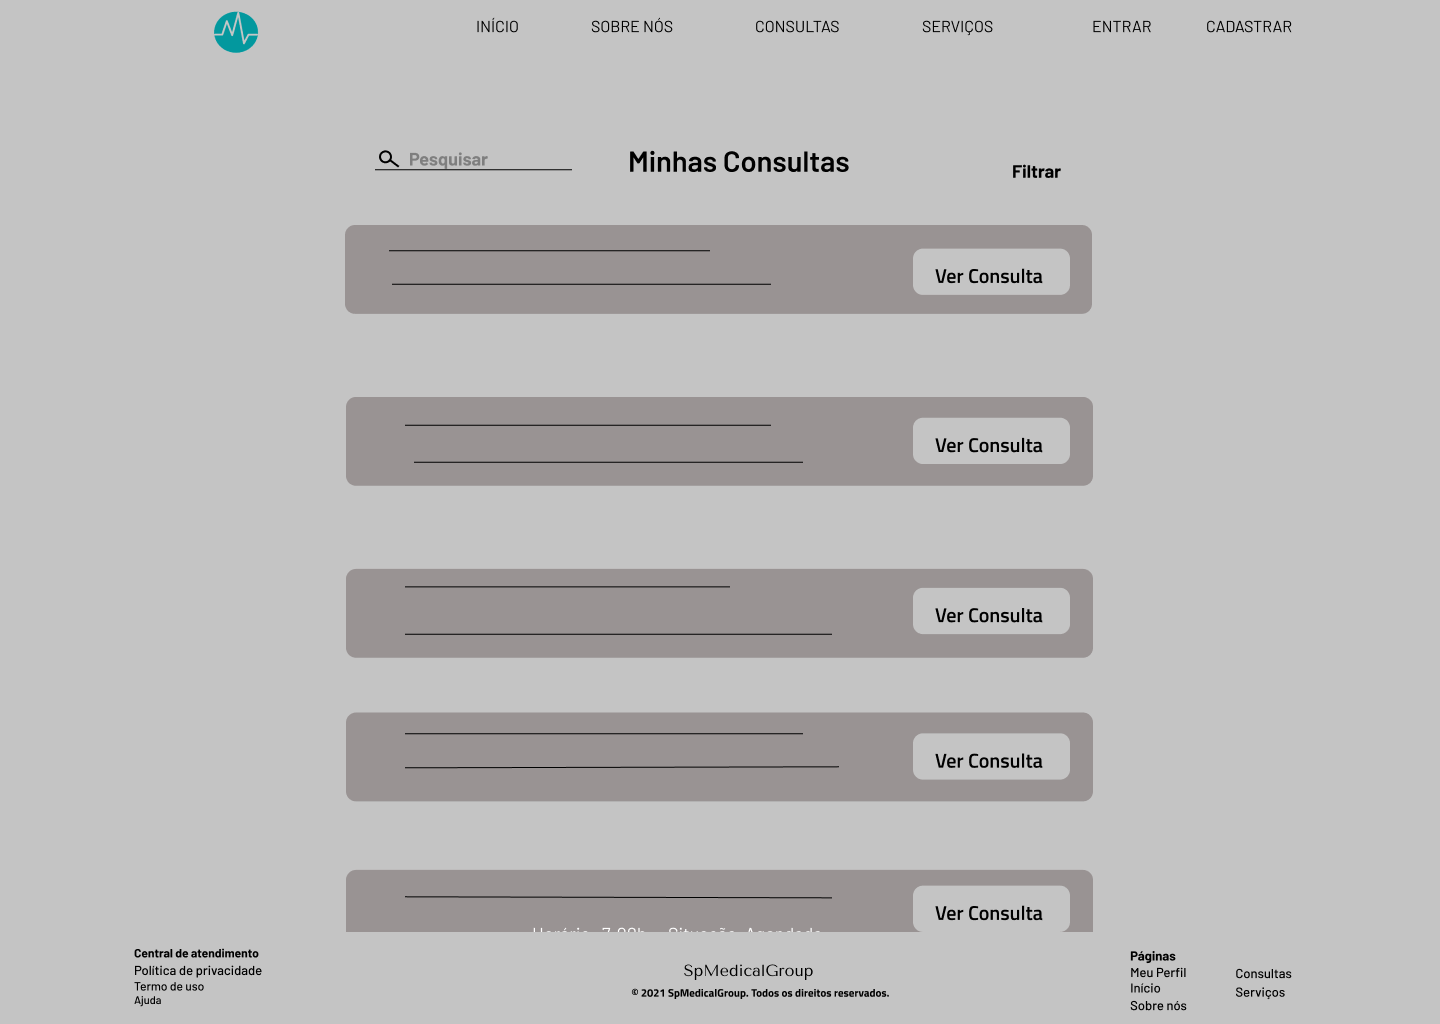 INÍCIO SOBRE NÓS CONSULTAS SERVIÇOS ENTRAR CADASTRAR
Pesquisar Minhas Consultas Filtrar
Ver Consulta
Ver Consulta
Ver Consulta
Ver Consulta
Ver Consulta
Central de atendimento
Política de privacidade
Termo de uso
Ajuda
SpMedicalGroup
© 2021 SpMedicalGroup. Todos os direitos reservados.
Páginas
Meu Perfil
Início
Sobre nós
Consultas
Serviços